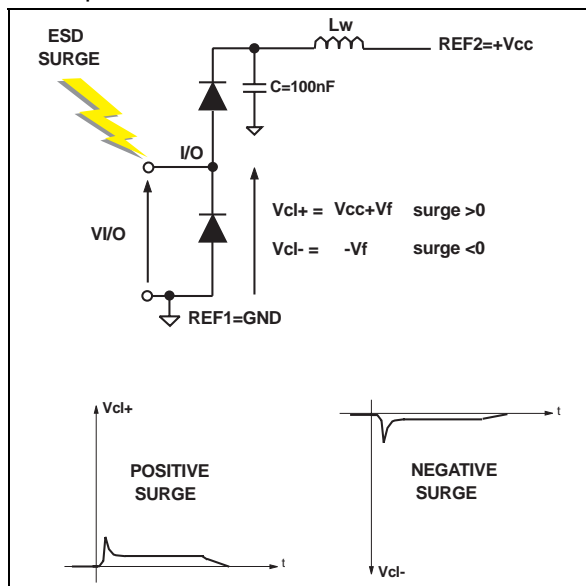 ESD
SURGE
Lw
REF2=+Vcc
C=100nF
I/O
VI/O
Vcl+ = Vcc+Vf surge >0
Vcl- = -Vf surge <0
REF1=GND
Vcl+
t
POSITIVE
SURGE
t
NEGATIVE
SURGE
Vcl-